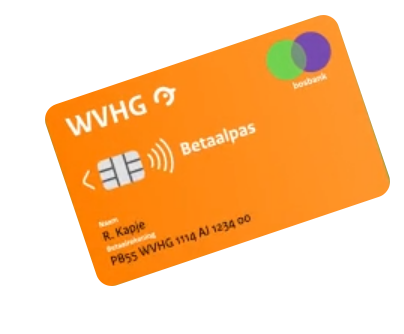 WVHG
bosbank
Betaalpas
Naam
R. Kapje
Betaalrekening
PB55 WVHG 1114 AJ 1234 00